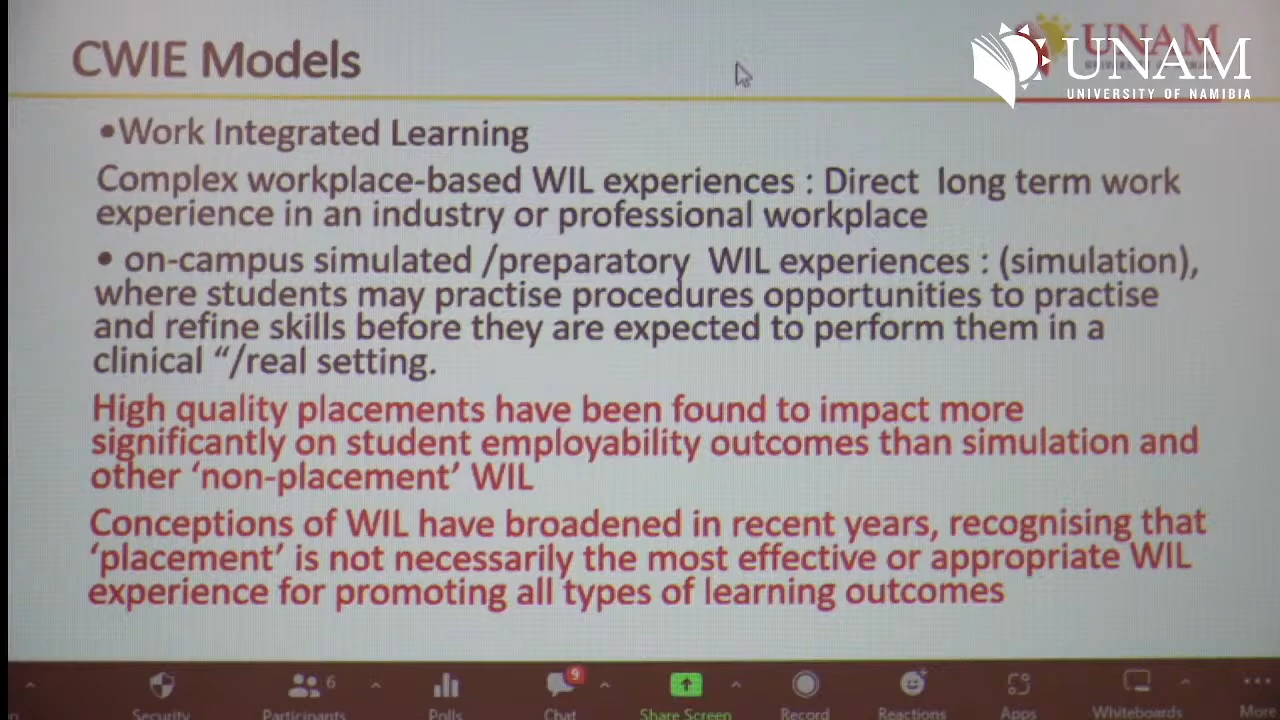 CWIE Models
UNAM
UNIVERSITY OF NAMIBIA
•Work Integrated Learning
Complex workplace-based WIL experiences : Direct long term work
experience in an industry or professional workplace
• on-campus simulated /preparatory WIL experiences : (simulation),
where students may practise procedures opportunities to practise
and refine skills before they are expected to perform them in a
clinical “/real setting.
High quality placements have been found to impact more
significantly on student employability outcomes than simulation and
other ‘non-placement’ WIL
Conceptions of WIL have broadened in recent years, recognising that
‘placement’ is not necessarily the most effective or appropriate WIL
experience for promoting all types of learning outcomes
6
9
Security Participants Polls Chat Share Screen Record Reactions Apps Whiteboards More